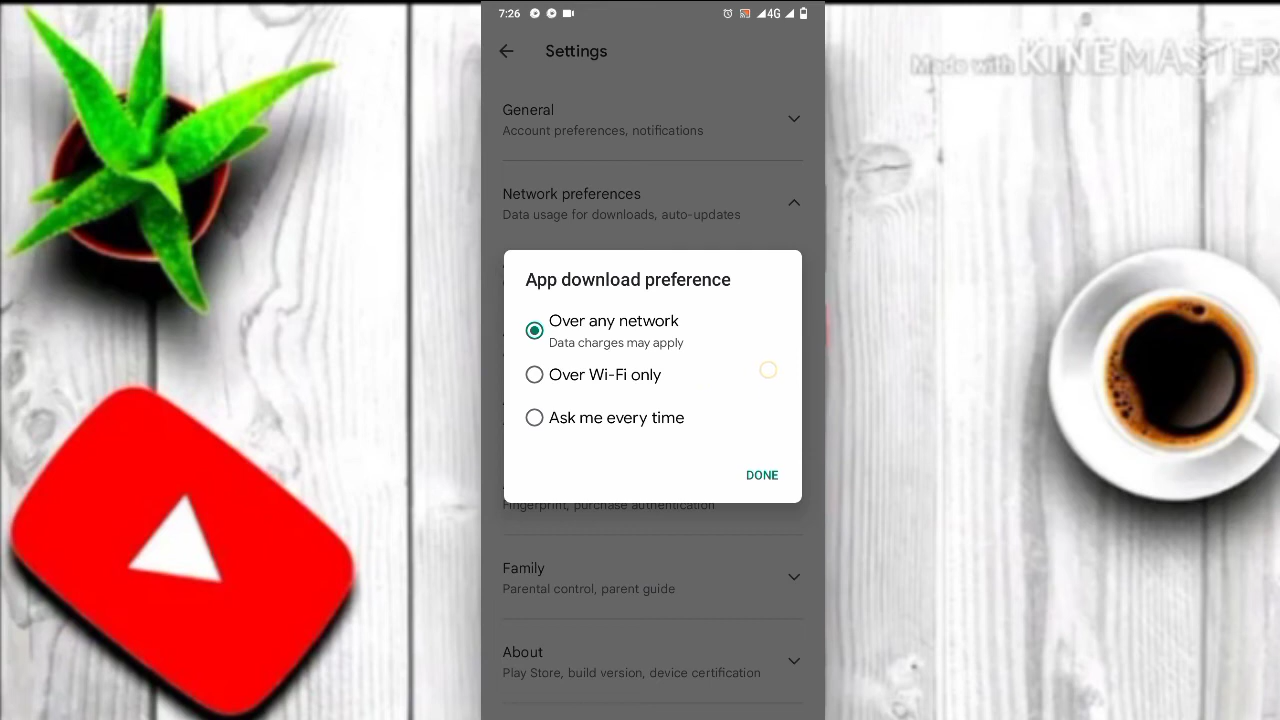 7:26
4G
Settings
Made with KINEMASTER
General
Account preferences, notifications
Network preferences
Data usage for downloads, auto-updates
App download preference
Over any network
Data charges may apply
Over Wi-Fi only
Ask me every time
DONE
Fingerprint, purchase authentication
Family
Parental control, parent guide
About
Play Store, build version, device certification